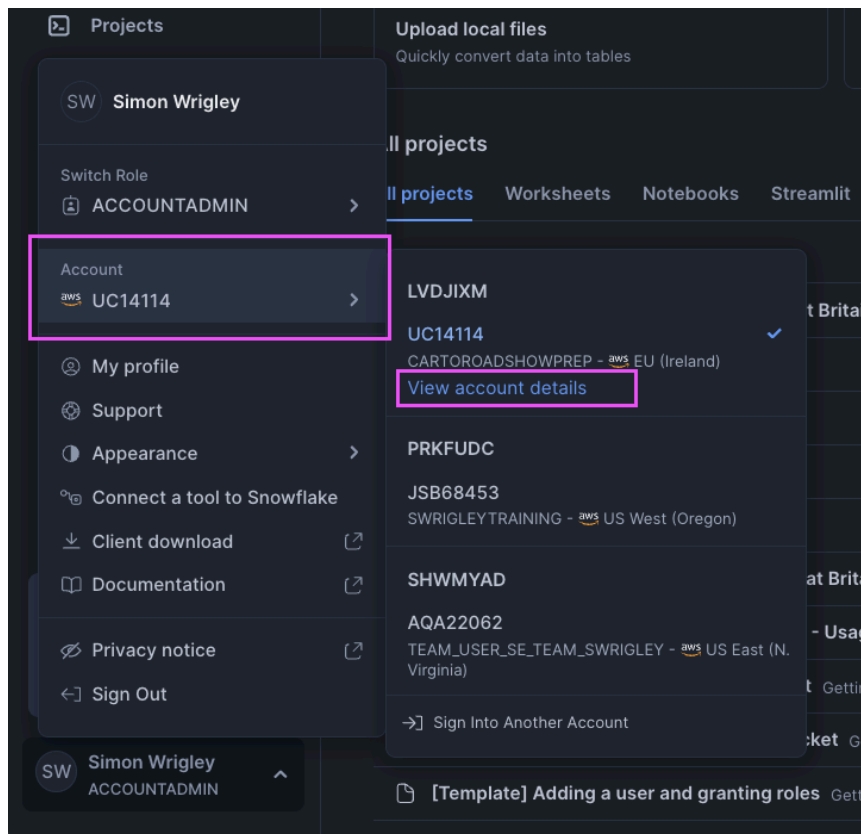 Projects
Upload local files
Quickly convert data into tables
SW Simon Wrigley
ll projects
Switch Role
ACCOUNTADMIN
ll projects Worksheets Notebooks Streamlit
Account
aws UC14114
LVDJIXM
t Brita
UC14114
CARTOROADSHOWPREP - aws EU (Ireland)
View account details
My profile
Support
Appearance
Connect a tool to Snowflake
Client download
Documentation
Privacy notice
Sign Out
PRKFUDC
JSB68453
SWRIGLEYTRAINING - aws US West (Oregon)
SHWMYAD
at Brita
AQA22062
- Usag
TEAM_USER_SE_TEAM_SWRIGLEY - aws US East (N.
Virginia)
t Gettin
Sign Into Another Account
cket G
SW Simon Wrigley
ACCOUNTADMIN
[Template] Adding a user and granting roles Gett